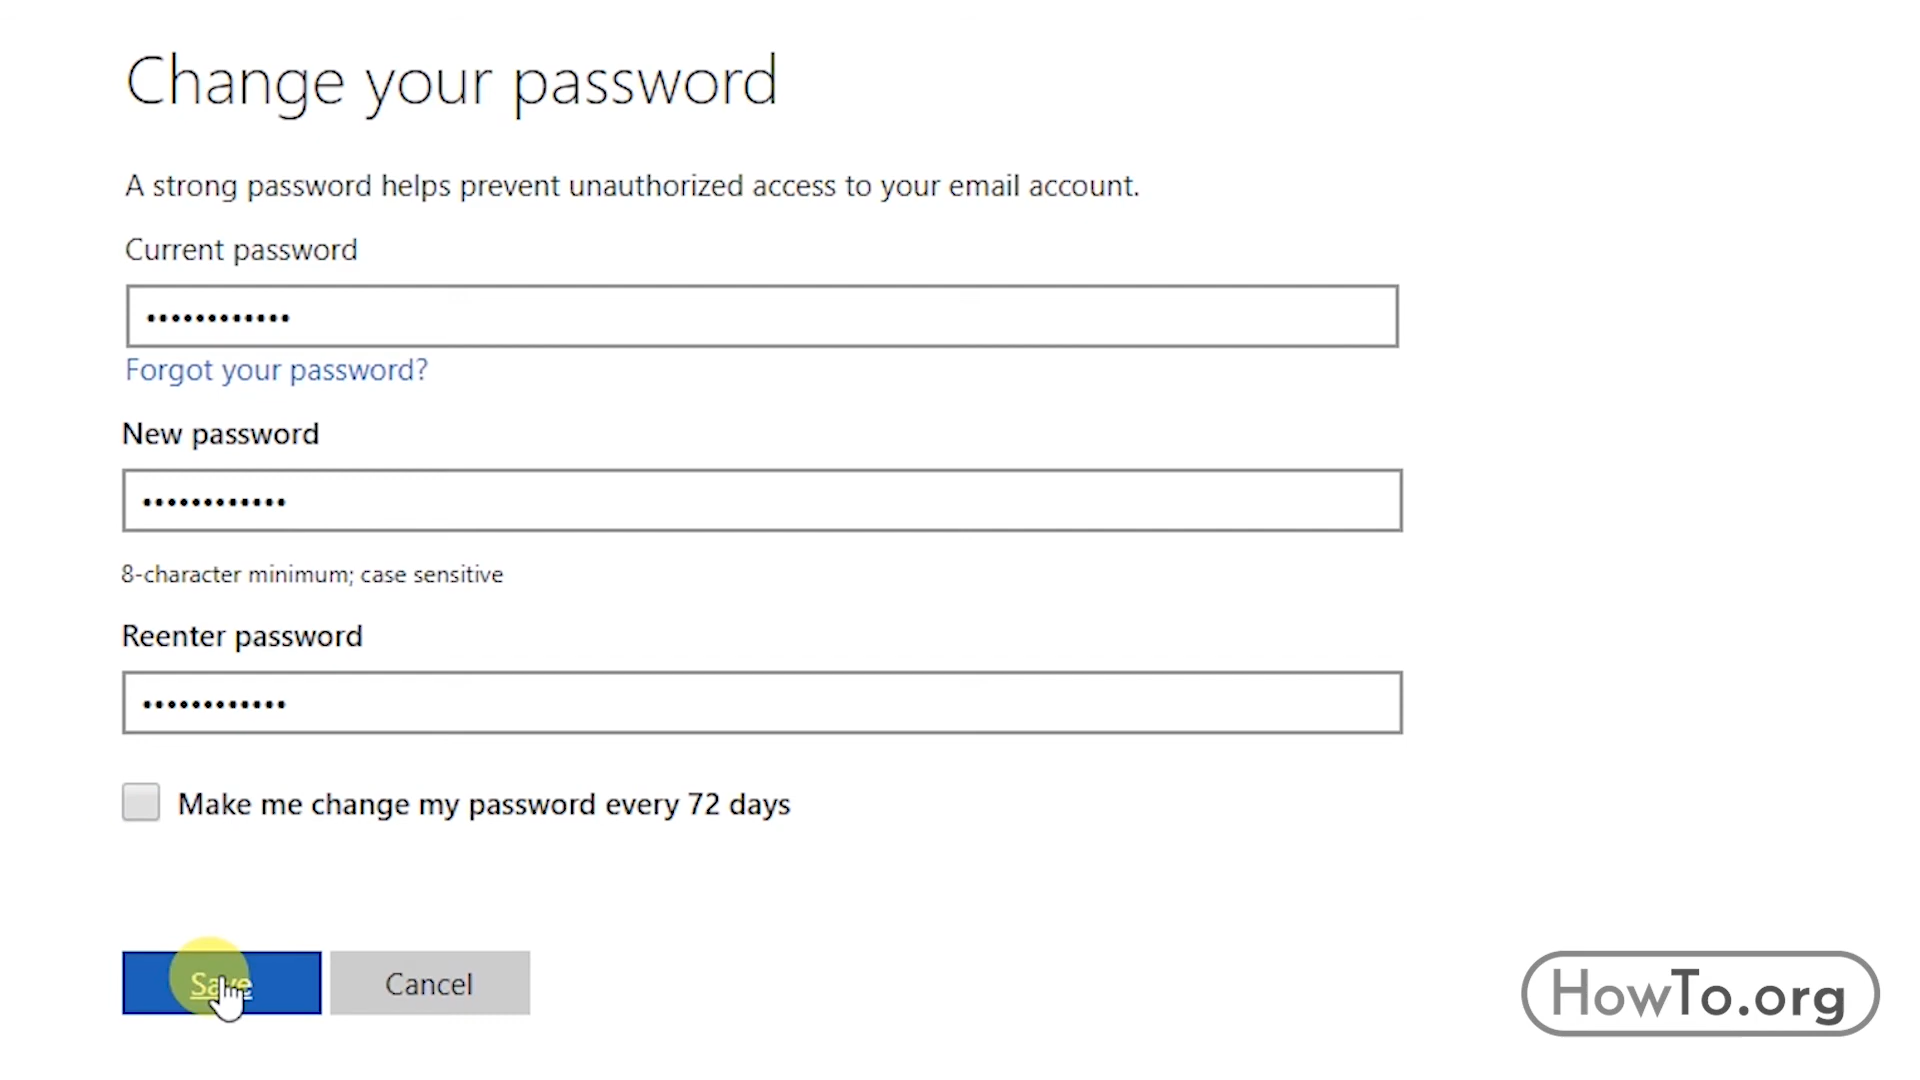 Change your password
A strong password helps prevent unauthorized access to your email account.
Current password
••••••••••••
Forgot your password?
New password
••••••••••••
8-character minimum; case sensitive
Reenter password
••••••••••••
Make me change my password every 72 days
Save
Cancel
HowTo.org